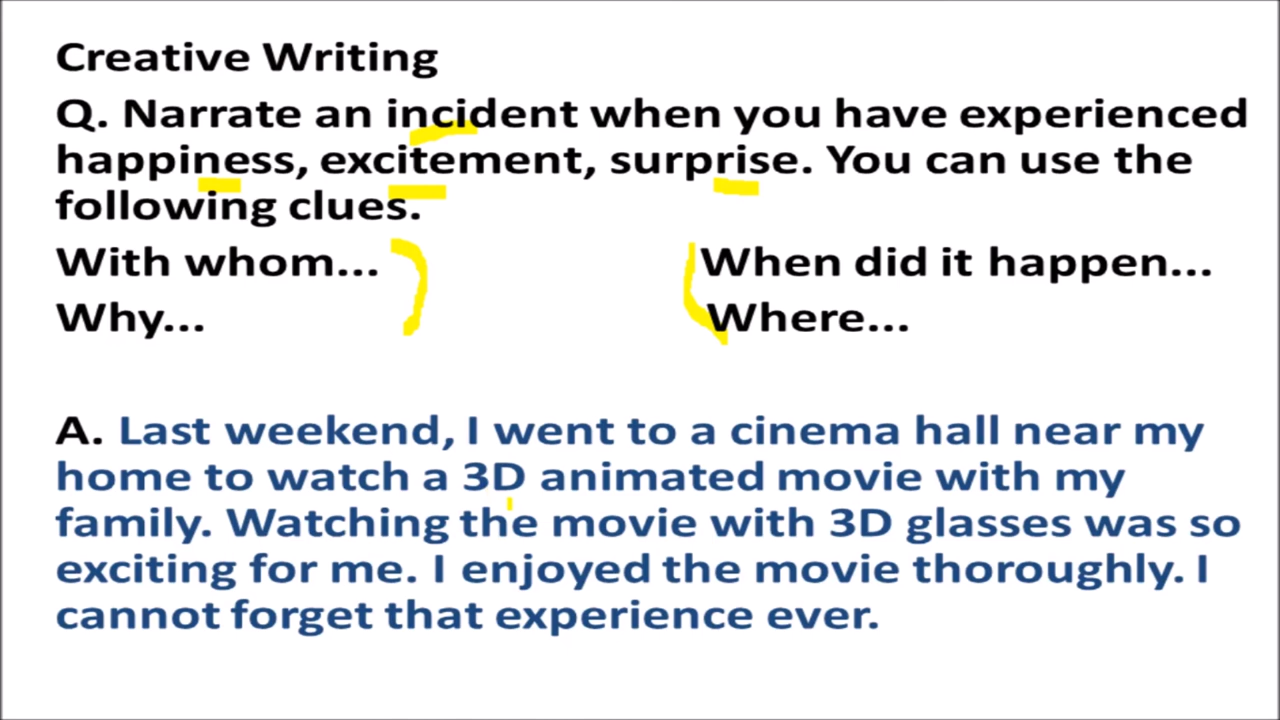 Creative Writing
Q. Narrate an incident when you have experienced
happiness, excitement, surprise. You can use the
following clues.
With whom... When did it happen...
Why... Where...
A. Last weekend, I went to a cinema hall near my
home to watch a 3D animated movie with my
family. Watching the movie with 3D glasses was so
exciting for me. I enjoyed the movie thoroughly. I
cannot forget that experience ever.